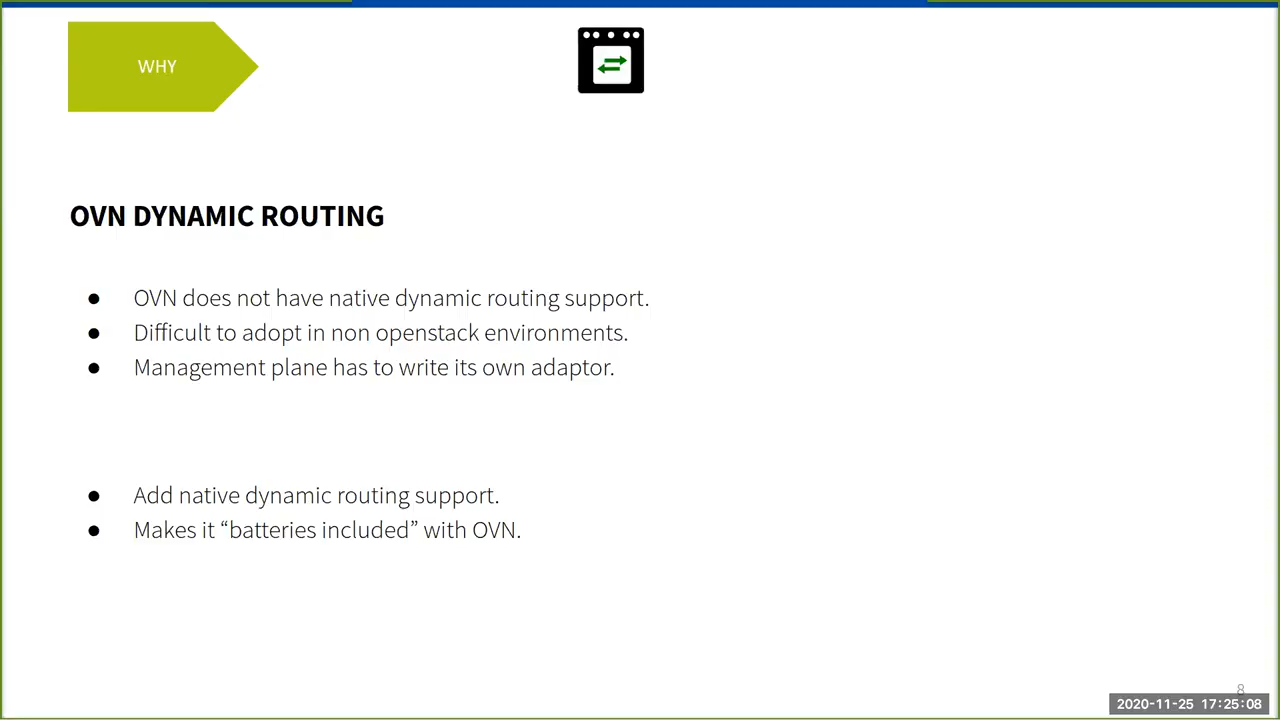 WHY
OVN DYNAMIC ROUTING
● OVN does not have native dynamic routing support.
● Difficult to adopt in non openstack environments.
● Management plane has to write its own adaptor.
● Add native dynamic routing support.
● Makes it “batteries included” with OVN.
8
2020-11-25 17:25:08